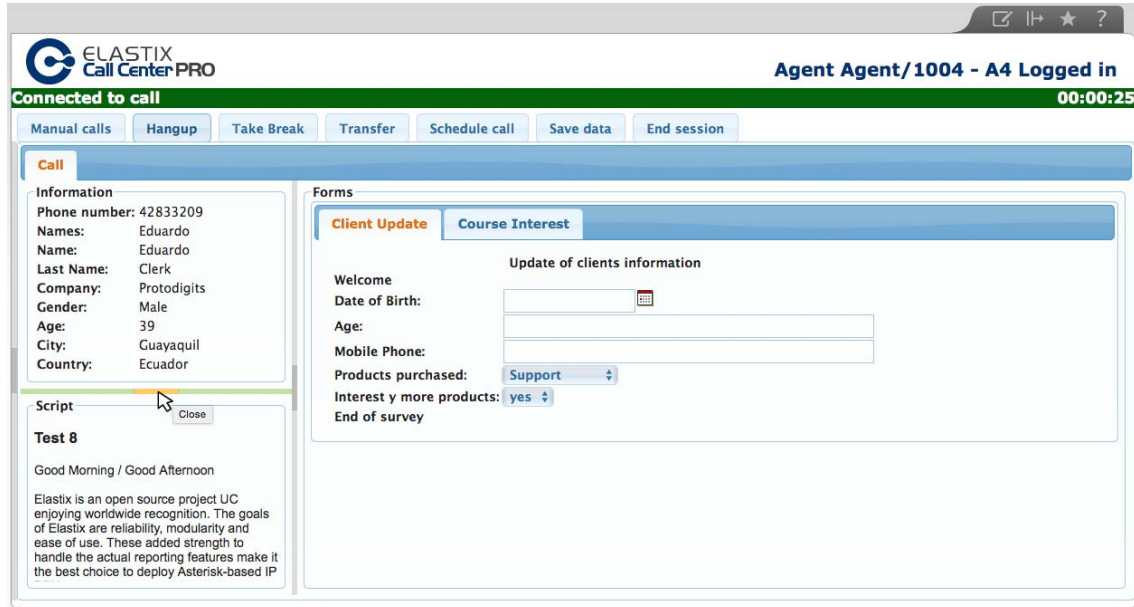 ELASTIX
Call Center PRO
Agent Agent/1004 - A4 Logged in
Connected to call 00:00:25
Manual calls Hangup Take Break Transfer Schedule call Save data End session
Call
Information
Phone number: 42833209
Names: Eduardo
Name: Eduardo
Last Name: Clerk
Company: Protodigits
Gender: Male
Age: 39
City: Guayaquil
Country: Ecuador
Close
Script
Test 8
Good Morning / Good Afternoon
Elastix is an open source project UC
enjoying worldwide recognition. The goals
of Elastix are reliability, modularity and
ease of use. These added strength to
handle the actual reporting features make it
the best choice to deploy Asterisk-based IP
Forms
Client Update Course Interest
Update of clients information
Welcome
Date of Birth:
Age:
Mobile Phone:
Products purchased: Support
Interest y more products: yes
End of survey